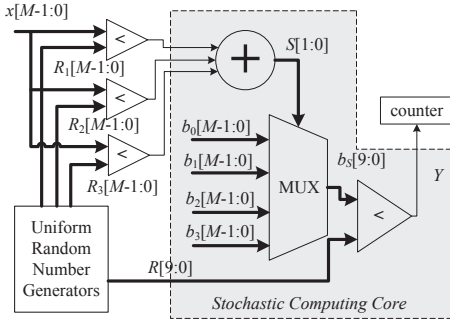 x[M-1:0]
<
R1[M-1:0]
<
R2[M-1:0]
<
R3[M-1:0]
+
S[1:0]
b0[M-1:0]
b1[M-1:0]
b2[M-1:0]
b3[M-1:0]
MUX
bS[9:0]
<
counter
Y
Uniform
Random
Number
Generators
R[9:0]
Stochastic Computing Core